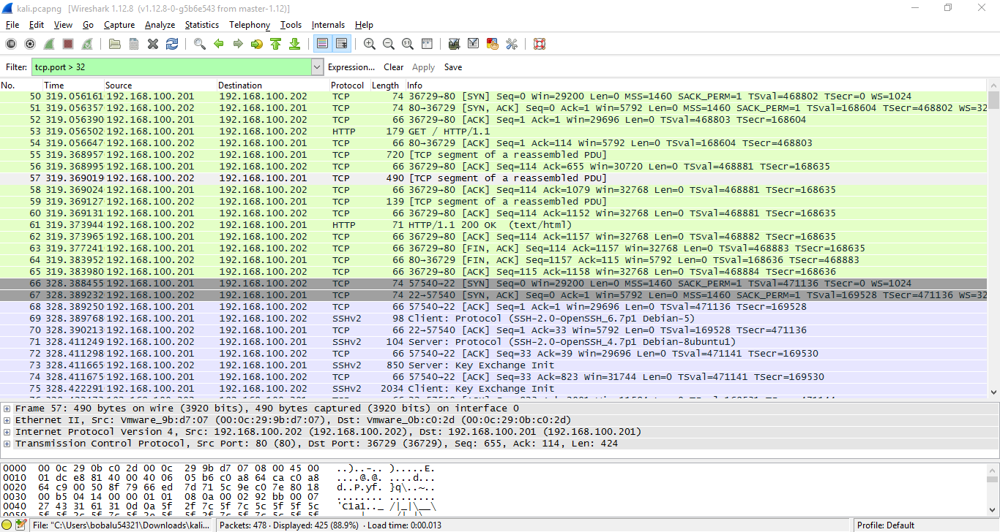 kali.pcapng [Wireshark 1.12.8 (v1.12.8-0-g5b6e543 from master-1.12)]
File Edit View Go Capture Analyze Statistics Telephony Tools Internals Help
Filter: tcp.port > 32 Expression... Clear Apply Save
No. Time Source Destination Protocol Length Info
50 319.056161 192.168.100.201 192.168.100.202 TCP 74 36729→80 [SYN] Seq=0 Win=29200 Len=0 MSS=1460 SACK_PERM=1 TSval=468802 TSecr=0 WS=1024
51 319.056357 192.168.100.202 192.168.100.201 TCP 74 80→36729 [SYN, ACK] Seq=0 Ack=1 Win=5792 Len=0 MSS=1460 SACK_PERM=1 TSval=168604 TSecr=468802 WS=32
52 319.056390 192.168.100.201 192.168.100.202 TCP 66 36729→80 [ACK] Seq=1 Ack=1 Win=29696 Len=0 TSval=468803 TSecr=168604
53 319.056502 192.168.100.201 192.168.100.202 HTTP 179 GET / HTTP/1.1
54 319.056647 192.168.100.202 192.168.100.201 TCP 66 80→36729 [ACK] Seq=1 Ack=114 Win=5792 Len=0 TSval=168604 TSecr=468803
55 319.368957 192.168.100.202 192.168.100.201 TCP 720 [TCP segment of a reassembled PDU]
56 319.368995 192.168.100.201 192.168.100.202 TCP 66 36729→80 [ACK] Seq=114 Ack=655 Win=30720 Len=0 TSval=468881 TSecr=168635
57 319.369019 192.168.100.202 192.168.100.201 TCP 490 [TCP segment of a reassembled PDU]
58 319.369024 192.168.100.201 192.168.100.202 TCP 66 36729→80 [ACK] Seq=114 Ack=1079 Win=32768 Len=0 TSval=468881 TSecr=168635
59 319.369127 192.168.100.202 192.168.100.201 TCP 139 [TCP segment of a reassembled PDU]
60 319.369131 192.168.100.201 192.168.100.202 TCP 66 36729→80 [ACK] Seq=114 Ack=1152 Win=32768 Len=0 TSval=468881 TSecr=168635
61 319.373944 192.168.100.202 192.168.100.201 HTTP 71 HTTP/1.1 200 OK (text/html)
62 319.373965 192.168.100.201 192.168.100.202 TCP 66 36729→80 [ACK] Seq=114 Ack=1157 Win=32768 Len=0 TSval=468882 TSecr=168635
63 319.377241 192.168.100.201 192.168.100.202 TCP 66 36729→80 [FIN, ACK] Seq=114 Ack=1157 Win=32768 Len=0 TSval=468883 TSecr=168635
64 319.383952 192.168.100.202 192.168.100.201 TCP 66 80→36729 [FIN, ACK] Seq=1157 Ack=115 Win=5792 Len=0 TSval=168636 TSecr=468883
65 319.383980 192.168.100.201 192.168.100.202 TCP 66 36729→80 [ACK] Seq=115 Ack=1158 Win=32768 Len=0 TSval=468884 TSecr=168636
66 328.388455 192.168.100.201 192.168.100.202 TCP 74 57540→22 [SYN] Seq=0 Win=29200 Len=0 MSS=1460 SACK_PERM=1 TSval=471136 TSecr=0 WS=1024
67 328.389232 192.168.100.202 192.168.100.201 TCP 74 22→57540 [SYN, ACK] Seq=0 Ack=1 Win=5792 Len=0 MSS=1460 SACK_PERM=1 TSval=169528 TSecr=471136 WS=32
68 328.389250 192.168.100.201 192.168.100.202 TCP 66 57540→22 [ACK] Seq=1 Ack=1 Win=29696 Len=0 TSval=471136 TSecr=169528
69 328.389768 192.168.100.201 192.168.100.202 SSHv2 98 Client: Protocol (SSH-2.0-OpenSSH_6.7p1 Debian-5)
70 328.390213 192.168.100.202 192.168.100.201 TCP 66 22→57540 [ACK] Seq=1 Ack=33 Win=5792 Len=0 TSval=169528 TSecr=471136
71 328.411249 192.168.100.202 192.168.100.201 SSHv2 104 Server: Protocol (SSH-2.0-OpenSSH_4.7p1 Debian-8ubuntu1)
72 328.411298 192.168.100.201 192.168.100.202 TCP 66 57540→22 [ACK] Seq=33 Ack=39 Win=29696 Len=0 TSval=471141 TSecr=169530
73 328.411665 192.168.100.202 192.168.100.201 SSHv2 850 Server: Key Exchange Init
74 328.411675 192.168.100.201 192.168.100.202 TCP 66 57540→22 [ACK] Seq=33 Ack=823 Win=31744 Len=0 TSval=471141 TSecr=169530
75 328.422291 192.168.100.201 192.168.100.202 SSHv2 2034 Client: Key Exchange Init
Frame 57: 490 bytes on wire (3920 bits), 490 bytes captured (3920 bits) on interface 0
Ethernet II, Src: Vmware_9b:d7:07 (00:0c:29:9b:d7:07), Dst: Vmware_0b:c0:2d (00:0c:29:0b:c0:2d)
Internet Protocol Version 4, Src: 192.168.100.202 (192.168.100.202), Dst: 192.168.100.201 (192.168.100.201)
Transmission Control Protocol, Src Port: 80 (80), Dst Port: 36729 (36729), Seq: 655, Ack: 114, Len: 424
0000 00 0c 29 0b c0 2d 00 0c 29 9b d7 07 08 00 45 00 ..)..-.. ).....E.
0010 01 dc e8 81 40 00 40 06 05 b6 c0 a8 64 ca c0 a8 ....@.@. ....d...
0020 64 c9 00 50 8f 79 66 ed 7d 71 5c 9e c0 7e 80 18 d..P.yf. }q\..~..
0030 00 b5 04 14 00 00 01 01 08 0a 00 02 92 bb 00 07 ........ ........
0040 27 43 31 61 31 0d 0a 5f 2f 7c 5f 7c 5c 5f 5f 5c 'C1a1.._ /|_|\__\
File: "C:\Users\bobalu54321\Downloads\kali... Packets: 478 · Displayed: 425 (88.9%) · Load time: 0:00.013 Profile: Default